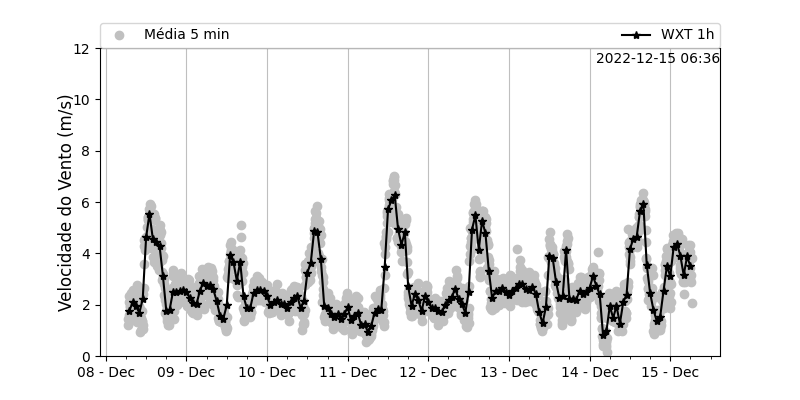 Média 5 min
WXT 1h
2022-12-15 06:36
Velocidade do Vento (m/s)
12
10
8
6
4
2
0
08 - Dec
09 - Dec
10 - Dec
11 - Dec
12 - Dec
13 - Dec
14 - Dec
15 - Dec